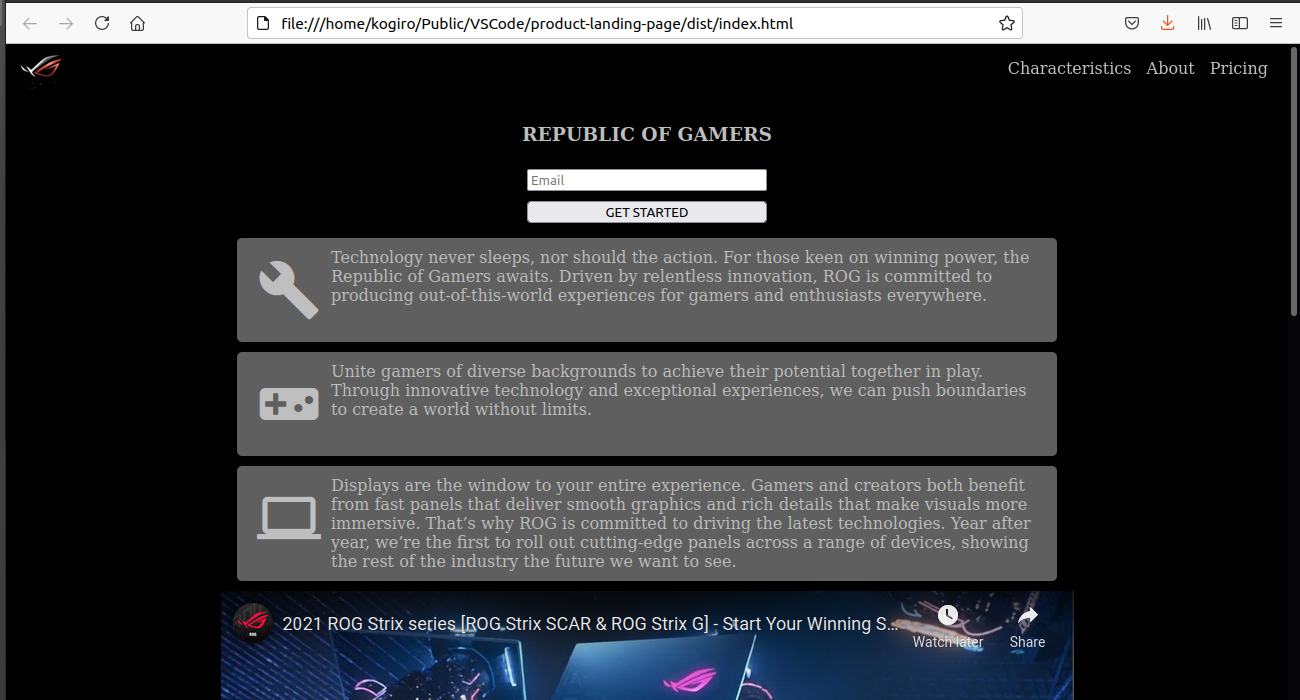 file:///home/kogiro/Public/VSCode/product-landing-page/dist/index.html
Characteristics About Pricing
REPUBLIC OF GAMERS
Email
GET STARTED
Technology never sleeps, nor should the action. For those keen on winning power, the
Republic of Gamers awaits. Driven by relentless innovation, ROG is committed to
producing out-of-this-world experiences for gamers and enthusiasts everywhere.
Unite gamers of diverse backgrounds to achieve their potential together in play.
Through innovative technology and exceptional experiences, we can push boundaries
to create a world without limits.
Displays are the window to your entire experience. Gamers and creators both benefit
from fast panels that deliver smooth graphics and rich details that make visuals more
immersive. That’s why ROG is committed to driving the latest technologies. Year after
year, we’re the first to roll out cutting-edge panels across a range of devices, showing
the rest of the industry the future we want to see.
ROG
2021 ROG Strix series [ROG Strix SCAR & ROG Strix G] - Start Your Winning S...
Watch later
Share